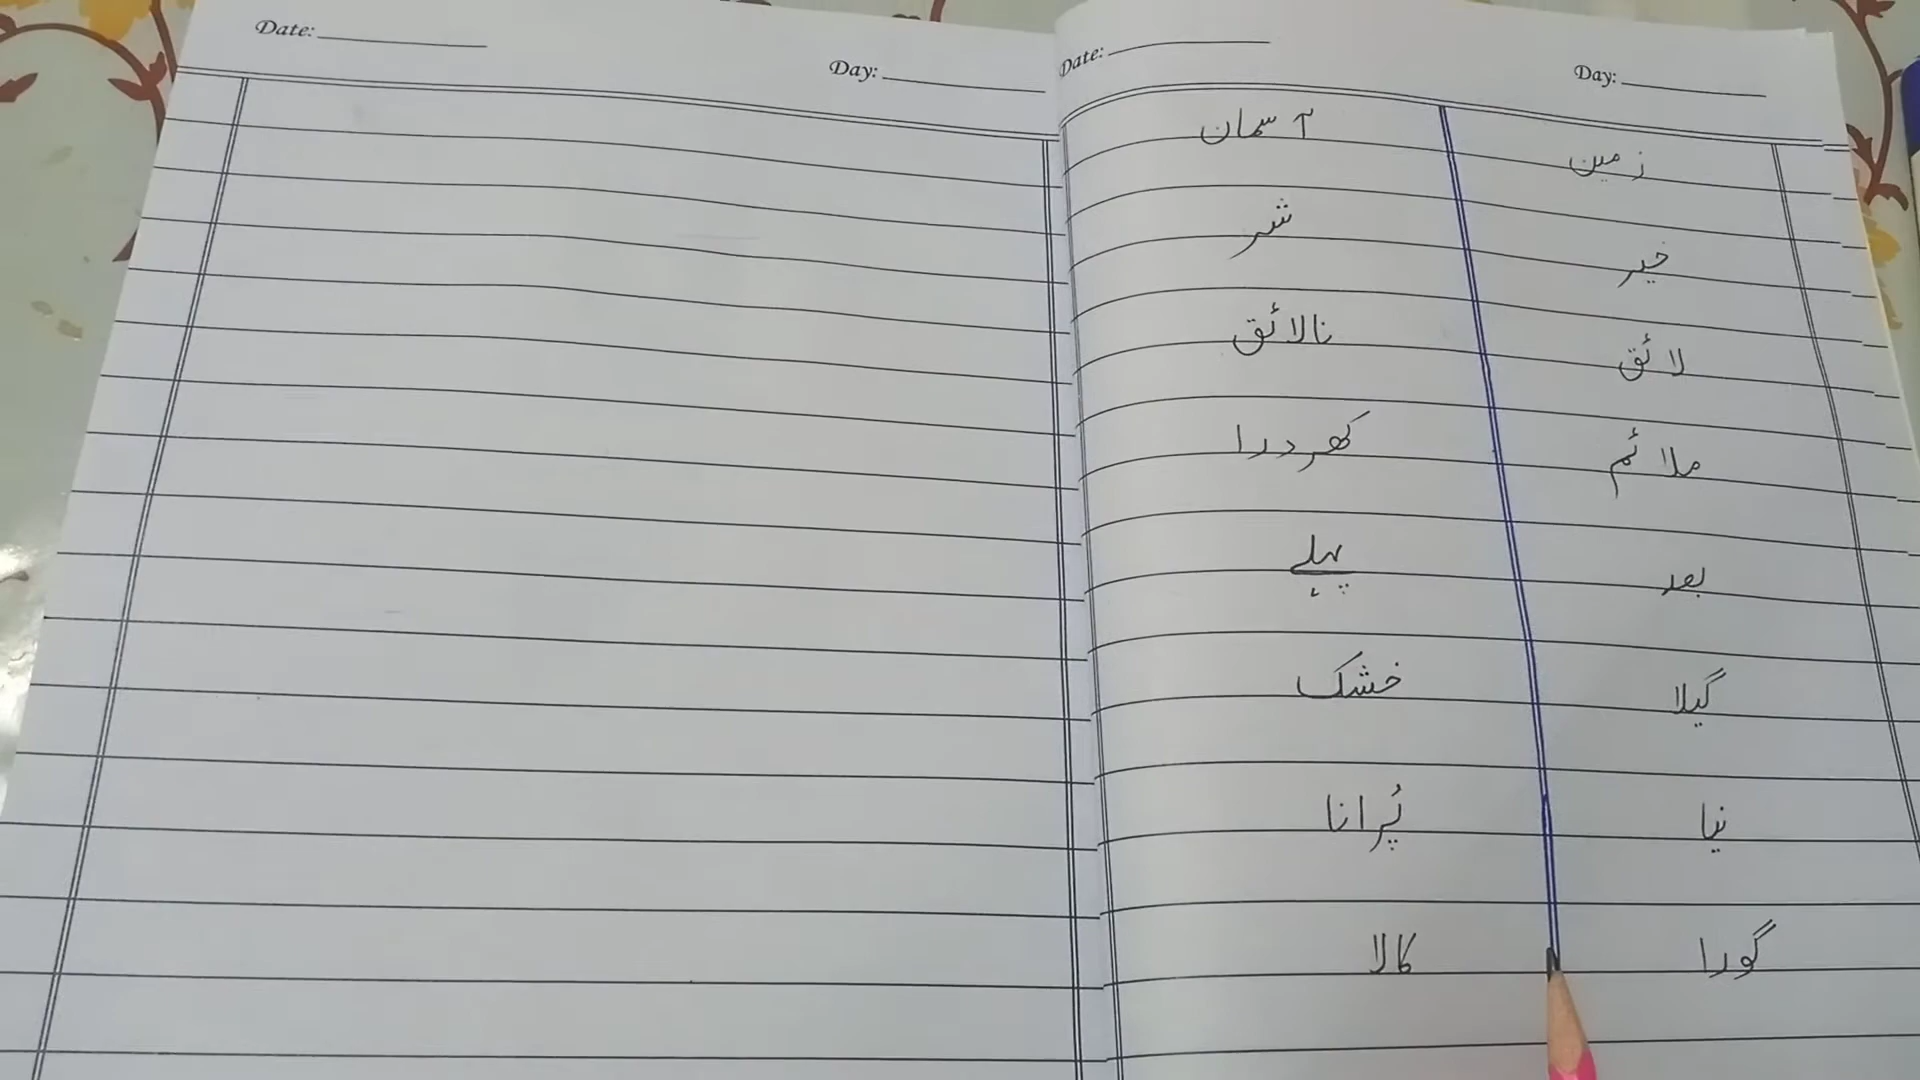 Date:
Day:
Date:
Day:
زمین آسمان
خیر شر
لائق نالائق
ملائم کھردرا
بعد پہلے
گیلا خشک
نیا پُرانا
گورا کالا